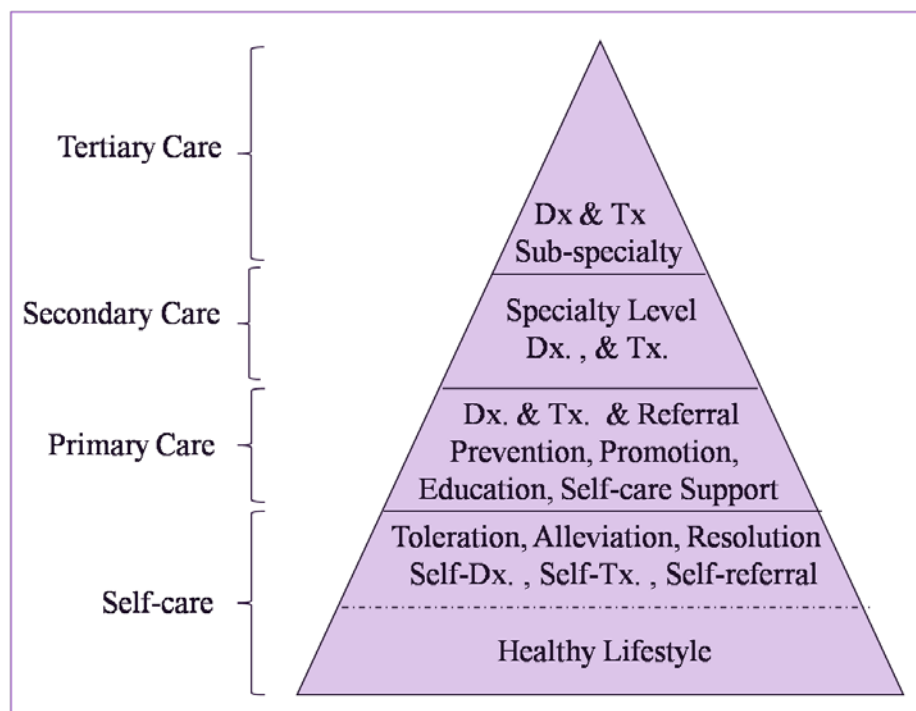 Tertiary Care
Dx & Tx
Sub-specialty
Secondary Care
Specialty Level
Dx. , & Tx.
Primary Care
Dx. & Tx. & Referral
Prevention, Promotion,
Education, Self-care Support
Self-care
Toleration, Alleviation, Resolution
Self-Dx. , Self-Tx. , Self-referral
Healthy Lifestyle